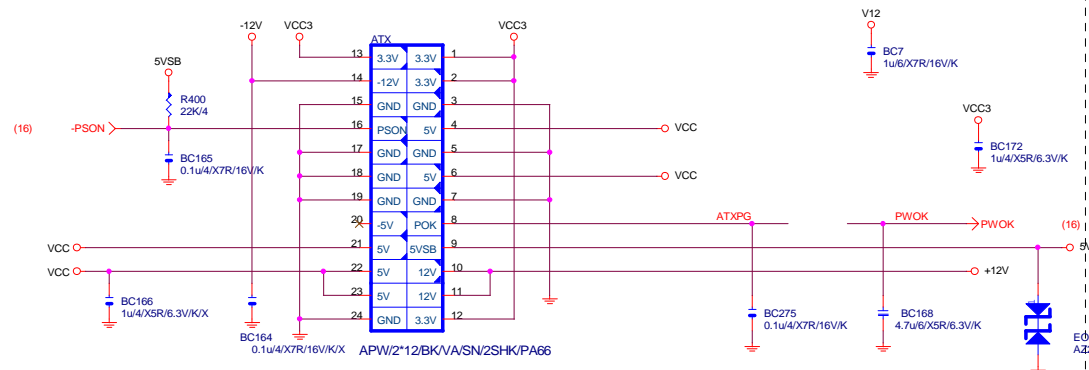 -12V VCC3 VCC3 V12
ATX
BC7
1u/6/X7R/16V/K
5VSB
R400
22K/4
VCC3
BC172
1u/4/X5R/6.3V/K
(16) -PSON
BC165
0.1u/4/X7R/16V/K
13 3.3V 3.3V 1
14 -12V 3.3V 2
15 GND GND 3
16 PSON 5V 4 VCC
17 GND GND 5
18 GND 5V 6 VCC
19 GND GND 7
20 -5V POK 8 ATXPG PWOK PWOK (16)
VCC 21 5V 5VSB 9
VCC 22 5V 12V 10 +12V
23 5V 12V 11
24 GND 3.3V 12
BC166
1u/4/X5R/6.3V/K/X
BC164
0.1u/4/X7R/16V/K/X
APW/2*12/BK/VA/SN/2SHK/PA66
BC275
0.1u/4/X7R/16V/K
BC168
4.7u/6/X5R/6.3V/K